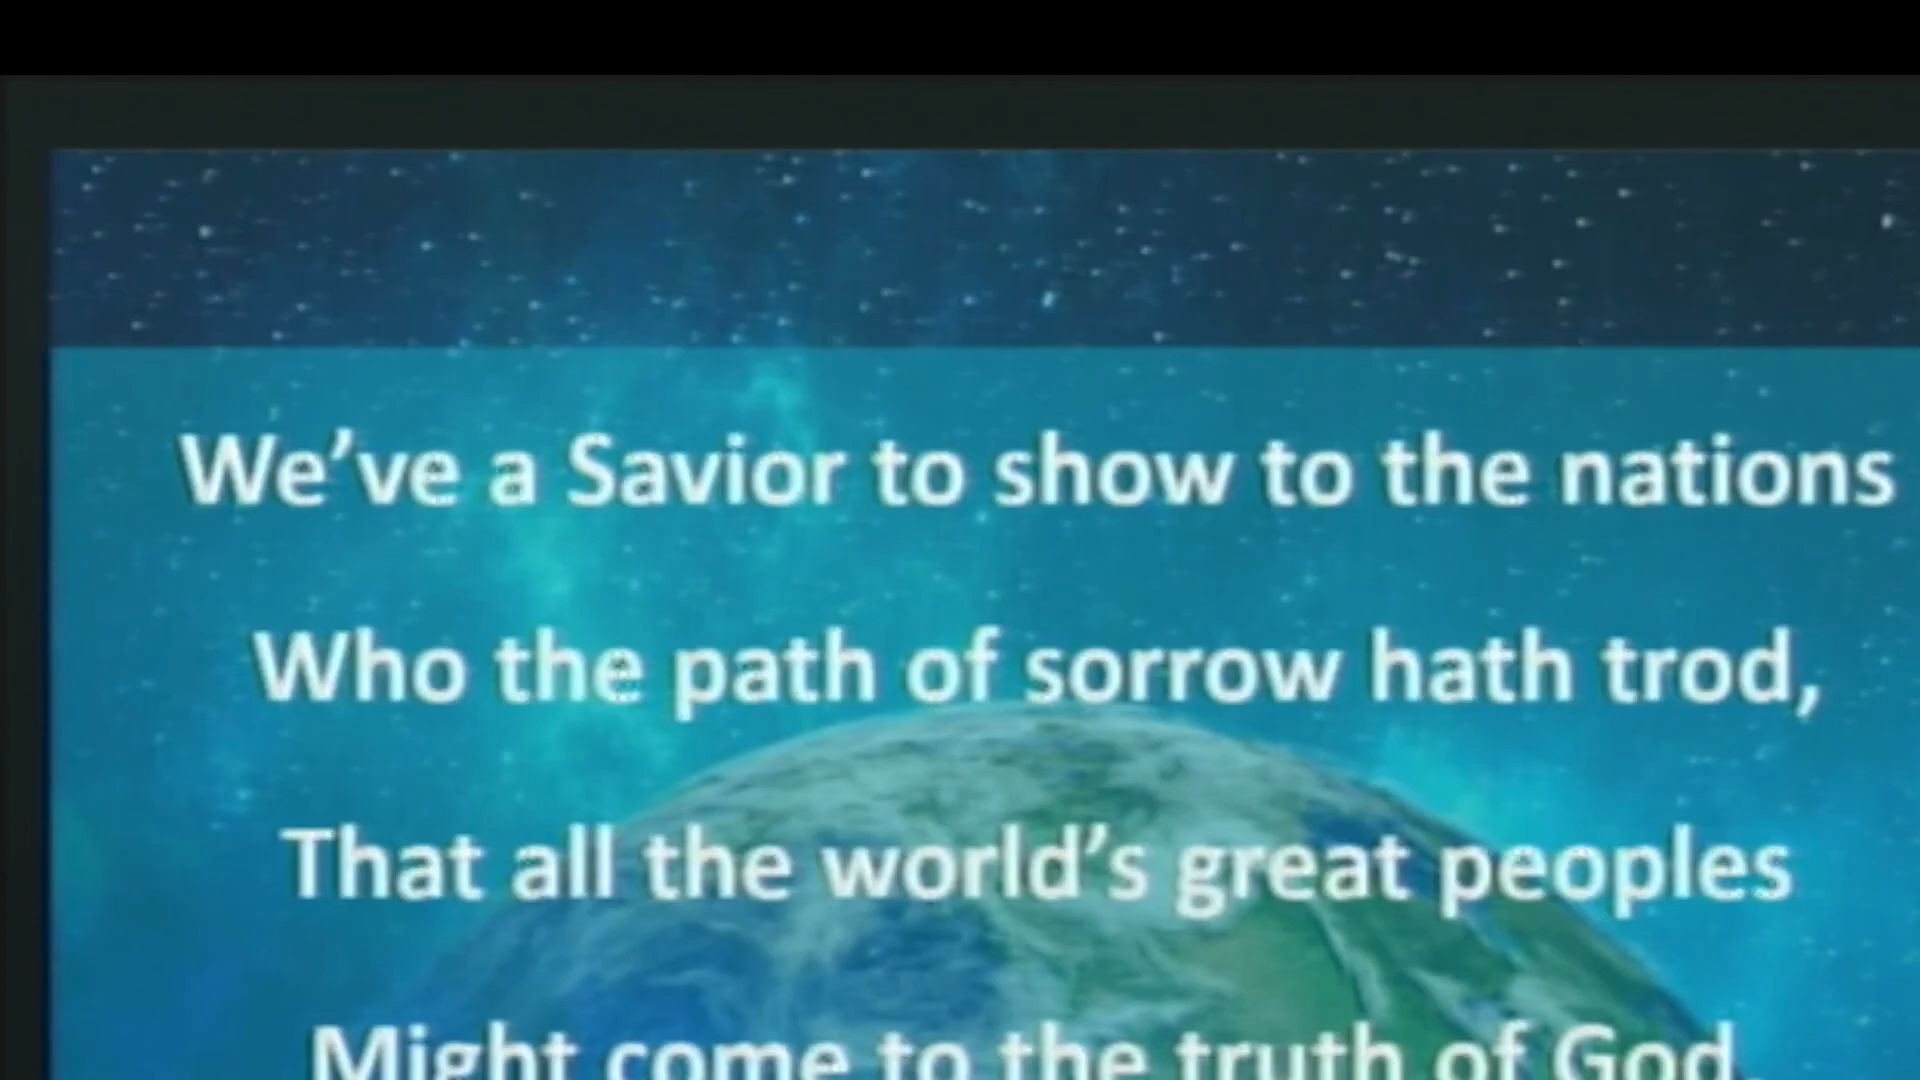 We've a Savior to show to the nations
Who the path of sorrow hath trod,
That all the world's great peoples
Might come to the truth of God